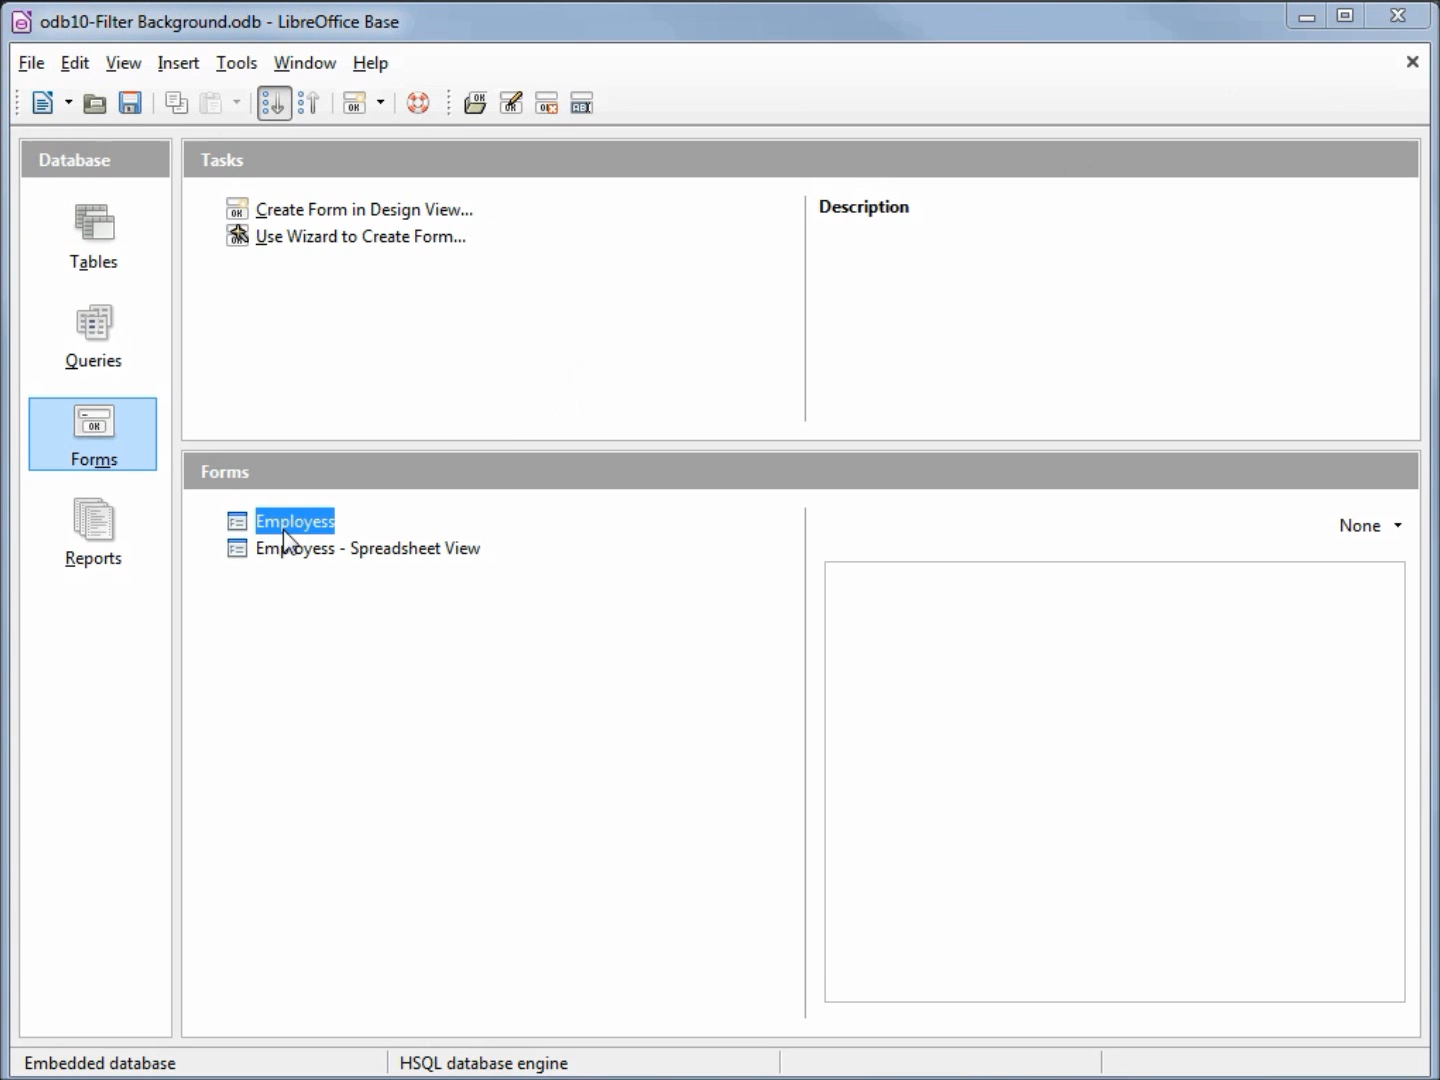 odb10-Filter Background.odb - LibreOffice Base
File Edit View Insert Tools Window Help
Database
Tables
Queries
Forms
Reports
Tasks
Create Form in Design View...
Use Wizard to Create Form...
Description
Forms
Employess
Employess - Spreadsheet View
None
Embedded database
HSQL database engine